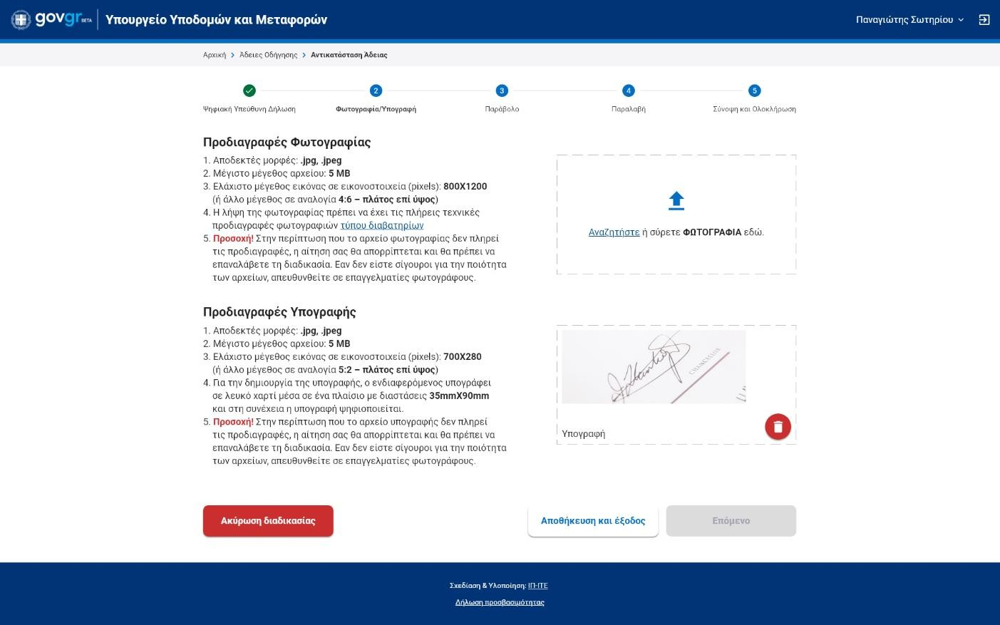 govgr BETA Υπουργείο Υποδομών και Μεταφορών
Παναγιώτης Σωτηρίου
Αρχική > Άδειες Οδήγησης > Αντικατάσταση Άδειας
2 3 4 5
Ψηφιακή Υπεύθυνη Δήλωση Φωτογραφία/Υπογραφή Παράβολο Παραλαβή Σύνοψη και Ολοκλήρωση
Προδιαγραφές Φωτογραφίας
1. Αποδεκτές μορφές: .jpg, .jpeg
2. Μέγιστο μέγεθος αρχείου: 5 MB
3. Ελάχιστο μέγεθος εικόνας σε εικονοστοιχεία (pixels): 800X1200
(ή άλλο μέγεθος σε αναλογία 4:6 – πλάτος επί ύψος)
4. Η λήψη της φωτογραφίας πρέπει να έχει τις πλήρεις τεχνικές
προδιαγραφές φωτογραφιών τύπου διαβατηρίων
5. Προσοχή! Στην περίπτωση που το αρχείο φωτογραφίας δεν πληρεί
τις προδιαγραφές, η αίτηση σας θα απορρίπτεται και θα πρέπει να
επαναλάβετε τη διαδικασία. Εαν δεν είστε σίγουροι για την ποιότητα
των αρχείων, απευθυνθείτε σε επαγγελματίες φωτογράφους.
Αναζητήστε ή σύρετε ΦΩΤΟΓΡΑΦΙΑ εδώ.
Προδιαγραφές Υπογραφής
1. Αποδεκτές μορφές: .jpg, .jpeg
2. Μέγιστο μέγεθος αρχείου: 5 MB
3. Ελάχιστο μέγεθος εικόνας σε εικονοστοιχεία (pixels): 700X280
(ή άλλο μέγεθος σε αναλογία 5:2 – πλάτος επί ύψος)
4. Για την δημιουργία της υπογραφής, ο ενδιαφερόμενος υπογράφει
σε λευκό χαρτί μέσα σε ένα πλαίσιο με διαστάσεις 35mmX90mm
και στη συνέχεια η υπογραφή ψηφιοποιείται.
5. Προσοχή! Στην περίπτωση που το αρχείο υπογραφής δεν πληρεί
τις προδιαγραφές, η αίτηση σας θα απορρίπτεται και θα πρέπει να
επαναλάβετε τη διαδικασία. Εαν δεν είστε σίγουροι για την ποιότητα
των αρχείων, απευθυνθείτε σε επαγγελματίες φωτογράφους.
CHANCELLOR
Υπογραφή
Ακύρωση διαδικασίας
Αποθήκευση και έξοδος
Επόμενο
Σχεδίαση & Υλοποίηση: ΙΠ-ΙΤΕ
Δήλωση προσβασιμότητας